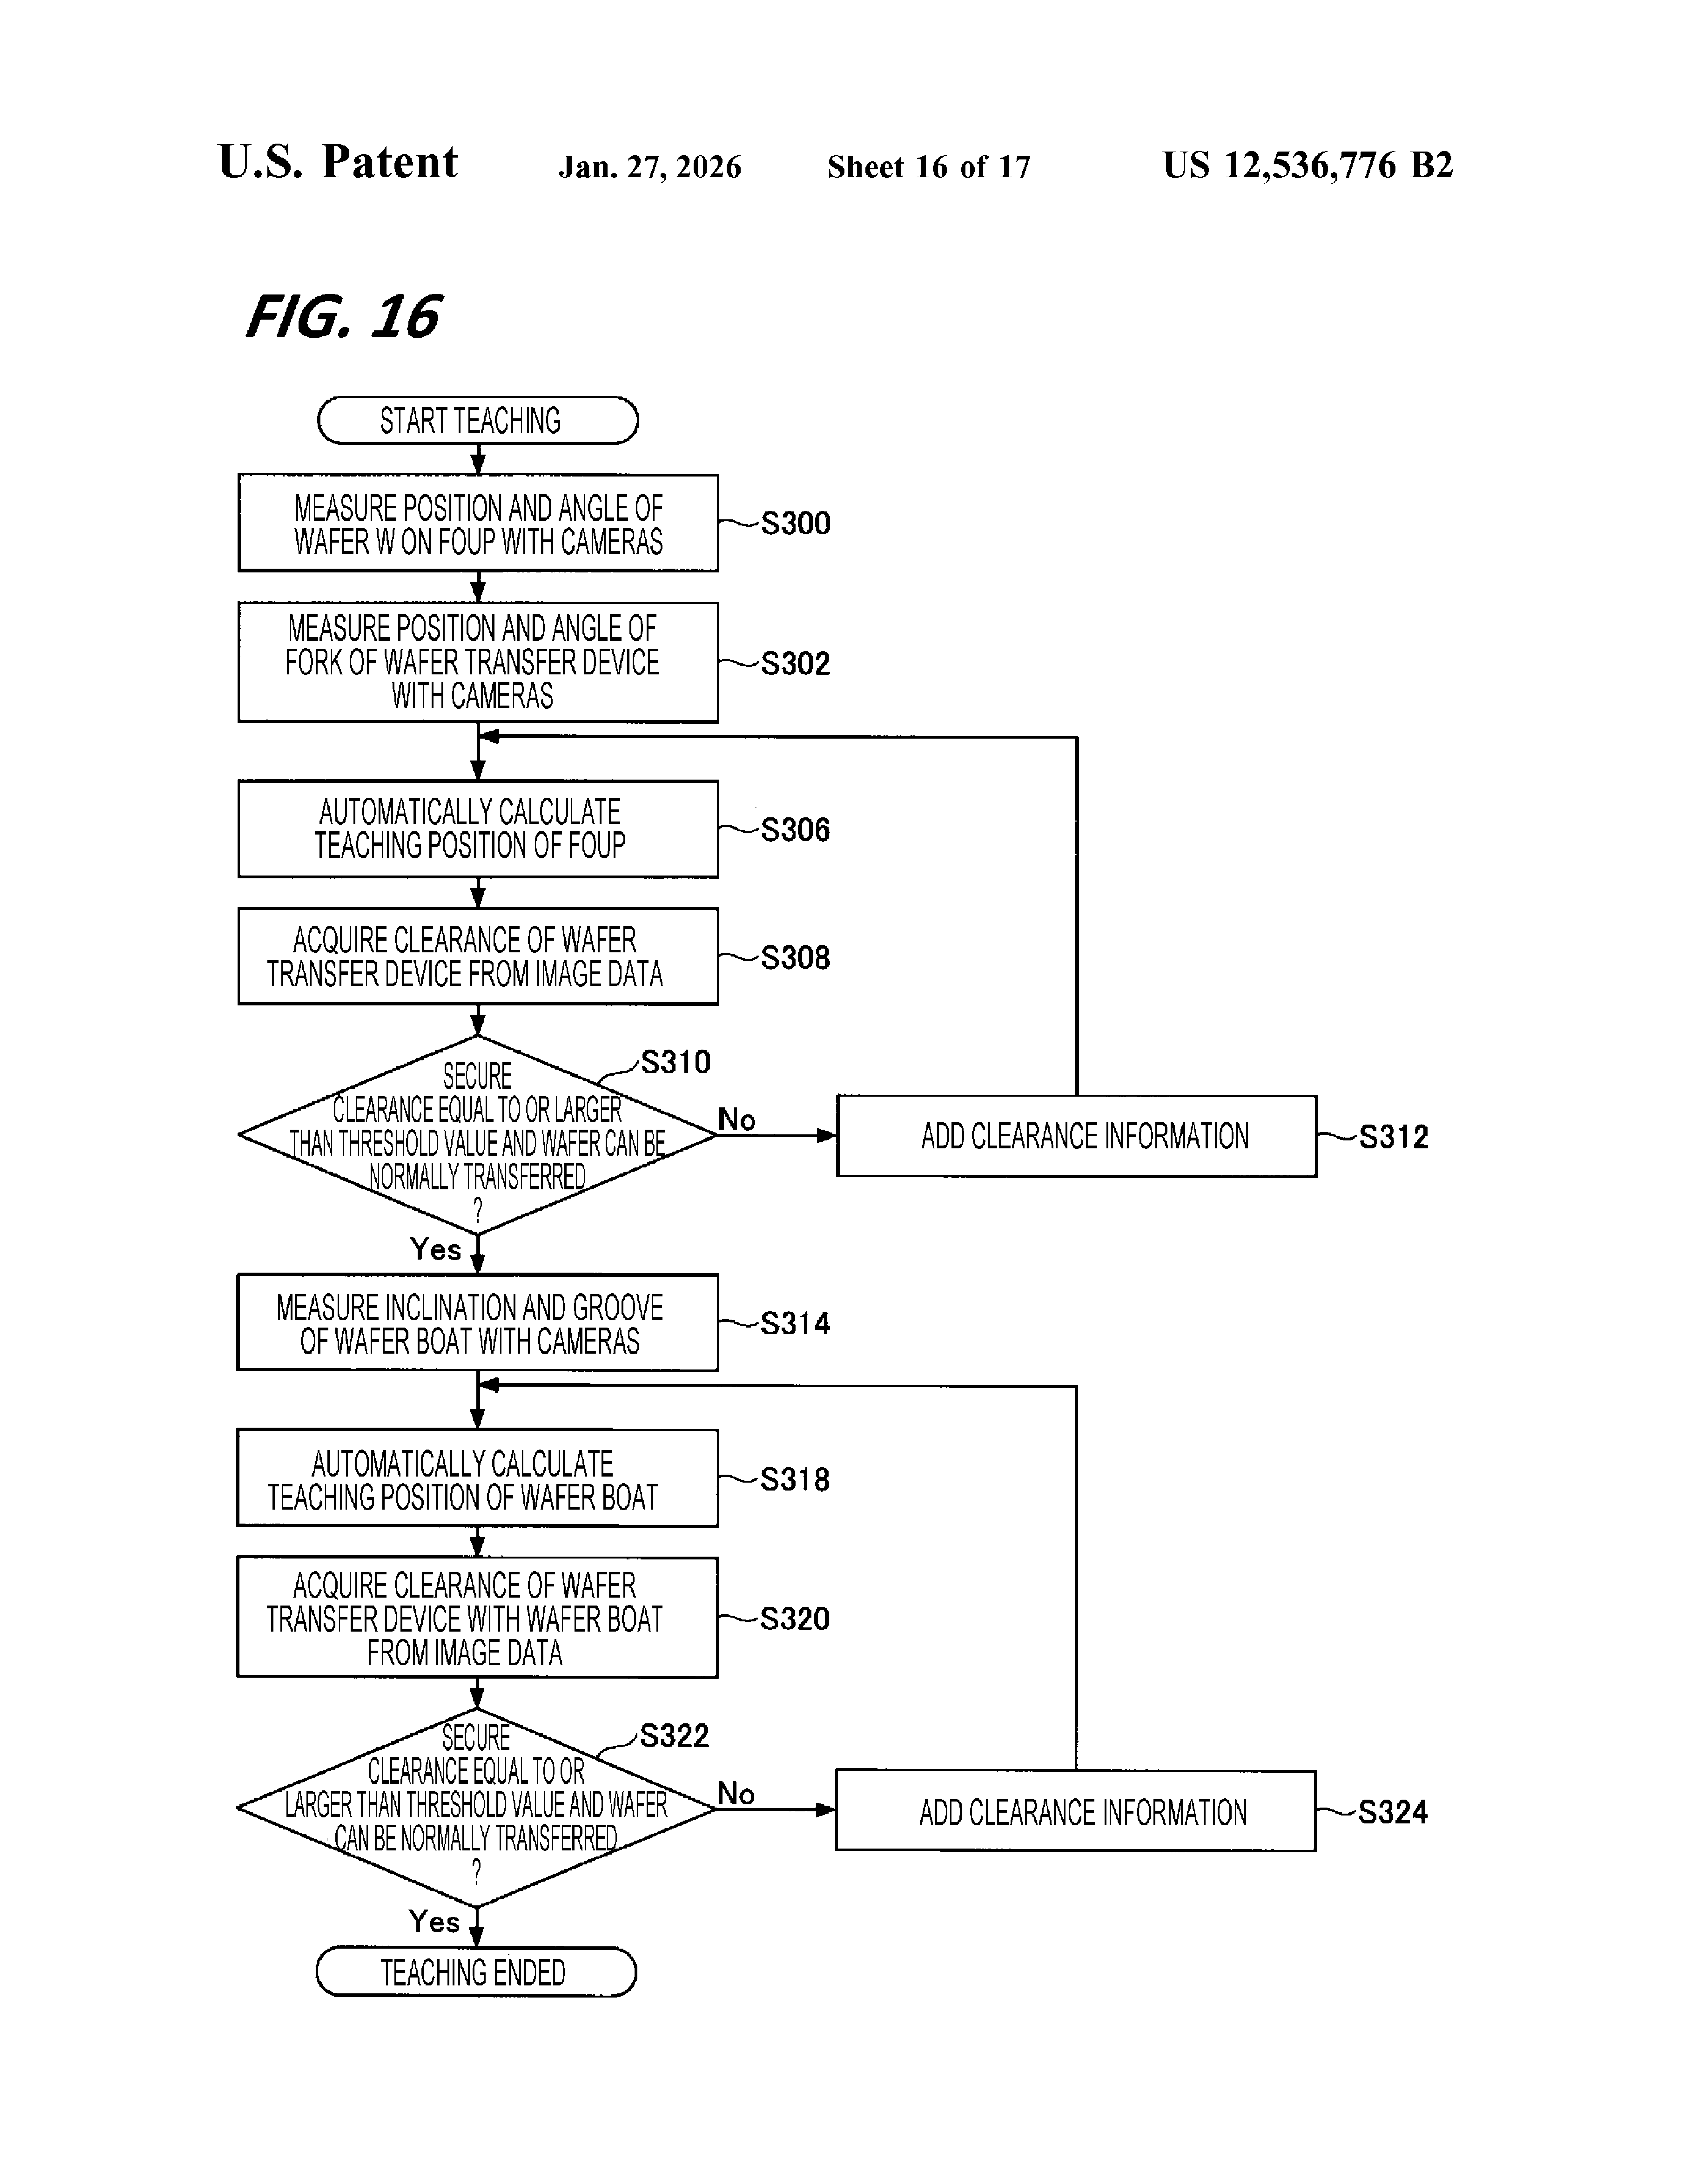 U.S. Patent Jan. 27, 2026 Sheet 16 of 17 US 12,536,776 B2
FIG. 16
START TEACHING
MEASURE POSITION AND ANGLE OF
WAFER W ON FOUP WITH CAMERAS
S300
MEASURE POSITION AND ANGLE OF
FORK OF WAFER TRANSFER DEVICE
WITH CAMERAS
S302
AUTOMATICALLY CALCULATE
TEACHING POSITION OF FOUP
S306
ACQUIRE CLEARANCE OF WAFER
TRANSFER DEVICE FROM IMAGE DATA
S308
SECURE
CLEARANCE EQUAL TO OR LARGER
THAN THRESHOLD VALUE AND WAFER CAN BE
NORMALLY TRANSFERRED
?
S310
No
ADD CLEARANCE INFORMATION
S312
Yes
MEASURE INCLINATION AND GROOVE
OF WAFER BOAT WITH CAMERAS
S314
AUTOMATICALLY CALCULATE
TEACHING POSITION OF WAFER BOAT
S318
ACQUIRE CLEARANCE OF WAFER
TRANSFER DEVICE WITH WAFER BOAT
FROM IMAGE DATA
S320
SECURE
CLEARANCE EQUAL TO OR
LARGER THAN THRESHOLD VALUE AND WAFER
CAN BE NORMALLY TRANSFERRED
?
S322
No
ADD CLEARANCE INFORMATION
S324
Yes
TEACHING ENDED